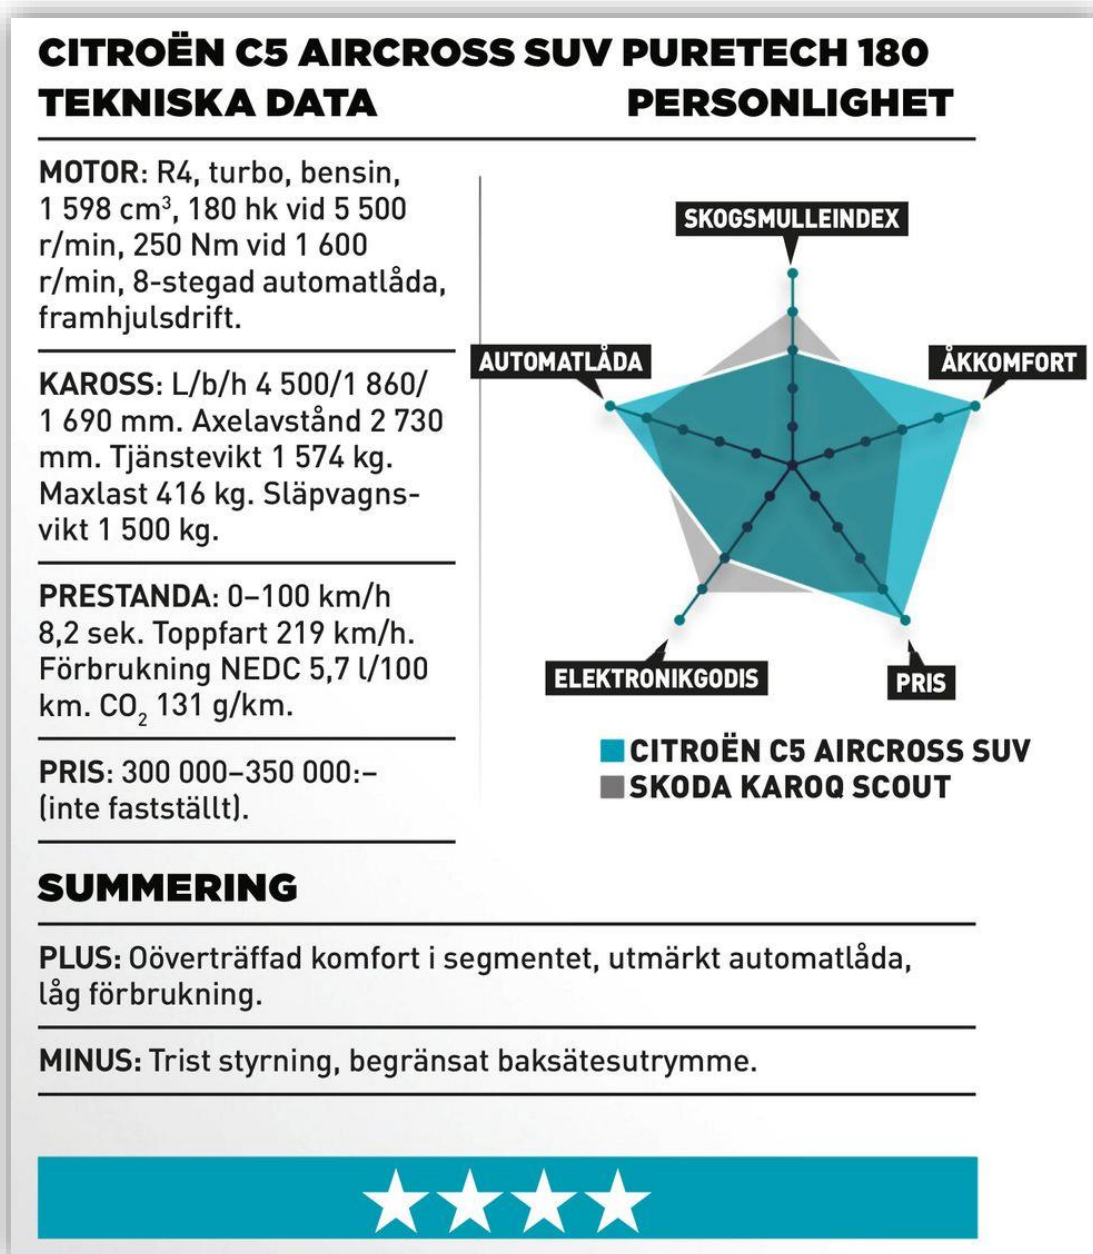 CITROËN C5 AIRCROSS SUV PURETECH 180
TEKNISKA DATA
MOTOR: R4, turbo, bensin,
1 598 cm³, 180 hk vid 5 500
r/min, 250 Nm vid 1 600
r/min, 8-stegad automatlåda,
framhjulsdrift.
KAROSS: L/b/h 4 500/1 860/
1 690 mm. Axelavstånd 2 730
mm. Tjänstevikt 1 574 kg.
Maxlast 416 kg. Släpvagns-
vikt 1 500 kg.
PRESTANDA: 0–100 km/h
8,2 sek. Toppfart 219 km/h.
Förbrukning NEDC 5,7 l/100
km. CO₂ 131 g/km.
PRIS: 300 000–350 000:–
(inte fastställt).
PERSONLIGHET
SKOGSMULLEINDEX
AUTOMATLÅDA
ÅKKOMFORT
ELEKTRONIKGODIS
PRIS
CITROËN C5 AIRCROSS SUV
SKODA KAROQ SCOUT
SUMMERING
PLUS: Oöverträffad komfort i segmentet, utmärkt automatlåda,
låg förbrukning.
MINUS: Trist styrning, begränsat baksätesutrymme.